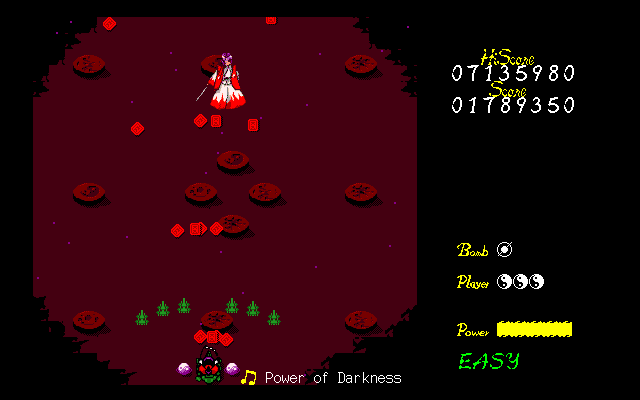 HiScore
07135980
Score
01789350
Bomb
Player
Power
EASY
Power of Darkness